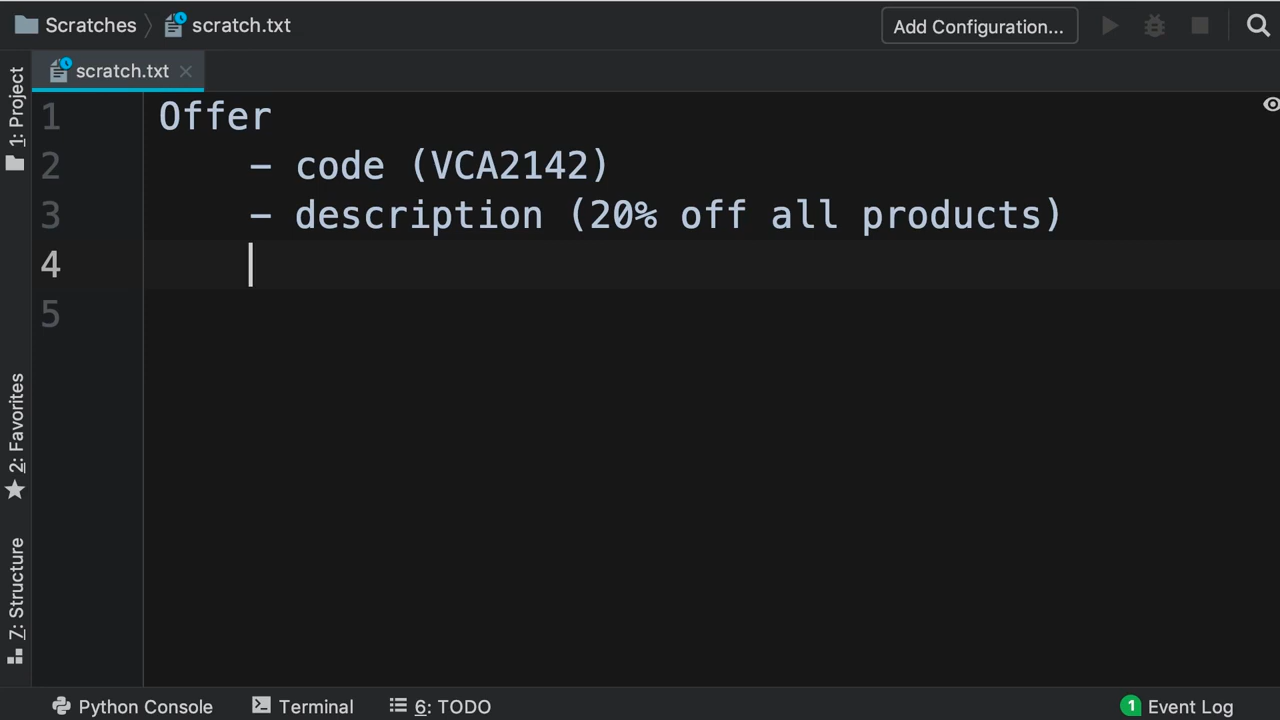 Scratches scratch.txt Add Configuration...
scratch.txt
1 Offer
2 - code (VCA2142)
3 - description (20% off all products)
4
5
1: Project
2: Favorites
7: Structure
Python Console Terminal 6: TODO 1 Event Log